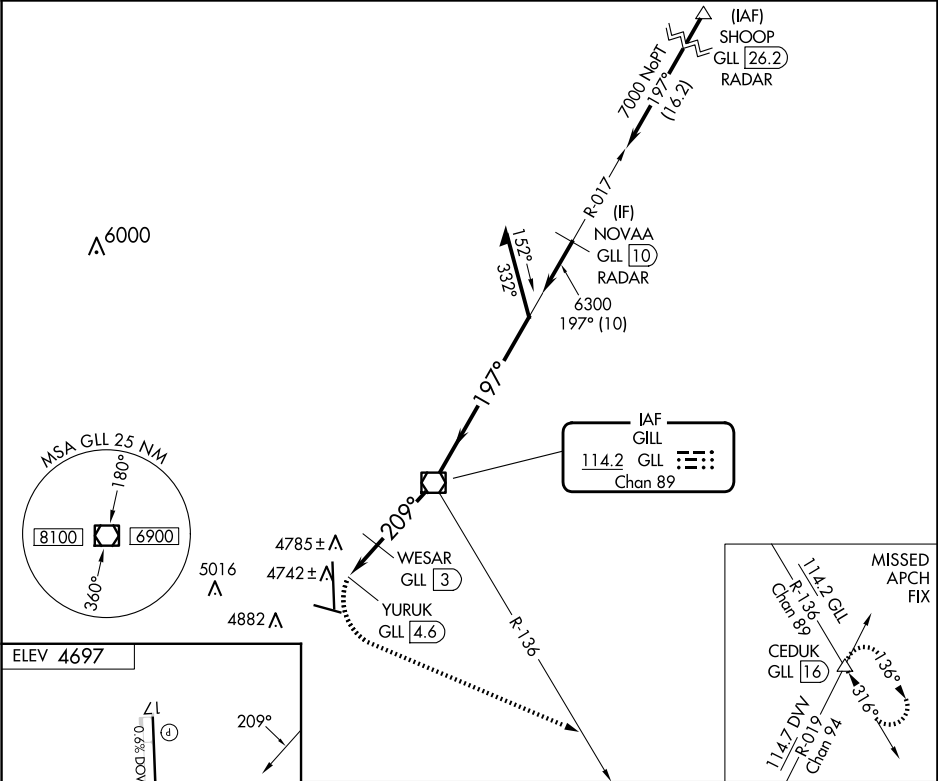 (IAF)
SHOOP
GLL 26.2
RADAR
7000 NoPT
197°
(16.2)
R-017
(IF)
NOVAA
GLL 10
RADAR
6300
197° (10)
152°
332°
6000
197°
IAF
GILL
114.2 GLL
Chan 89
MSA GLL 25 NM
180°
8100
6900
360°
209°
4785±
4742±
5016
4882
WESAR
GLL 3
YURUK
GLL 4.6
R-136
MISSED
APCH
FIX
114.2 GLL
R-136
Chan 89
CEDUK
GLL 16
136°
316°
114.7 DVV
R-019
Chan 94
ELEV 4697
17
P
0.6% DOW
209°